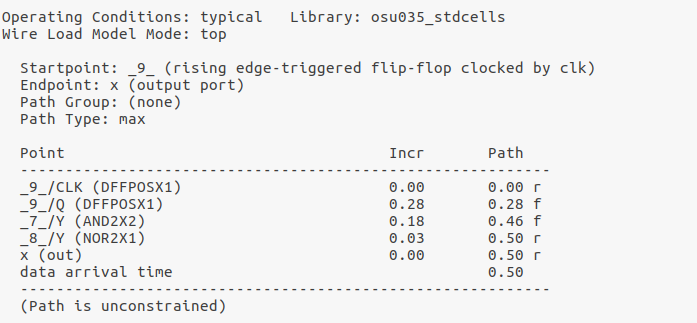 Operating Conditions: typical   Library: osu035_stdcells
Wire Load Model Mode: top
  Startpoint: _9_ (rising edge-triggered flip-flop clocked by clk)
  Endpoint: x (output port)
  Path Group: (none)
  Path Type: max
  Point                                    Incr       Path
  -----------------------------------------------------------
  _9_/CLK (DFFPOSX1)                       0.00       0.00 r
  _9_/Q (DFFPOSX1)                         0.28       0.28 f
  _7_/Y (AND2X2)                           0.18       0.46 f
  _8_/Y (NOR2X1)                           0.03       0.50 r
  x (out)                                  0.00       0.50 r
  data arrival time                                   0.50
  -----------------------------------------------------------
  (Path is unconstrained)